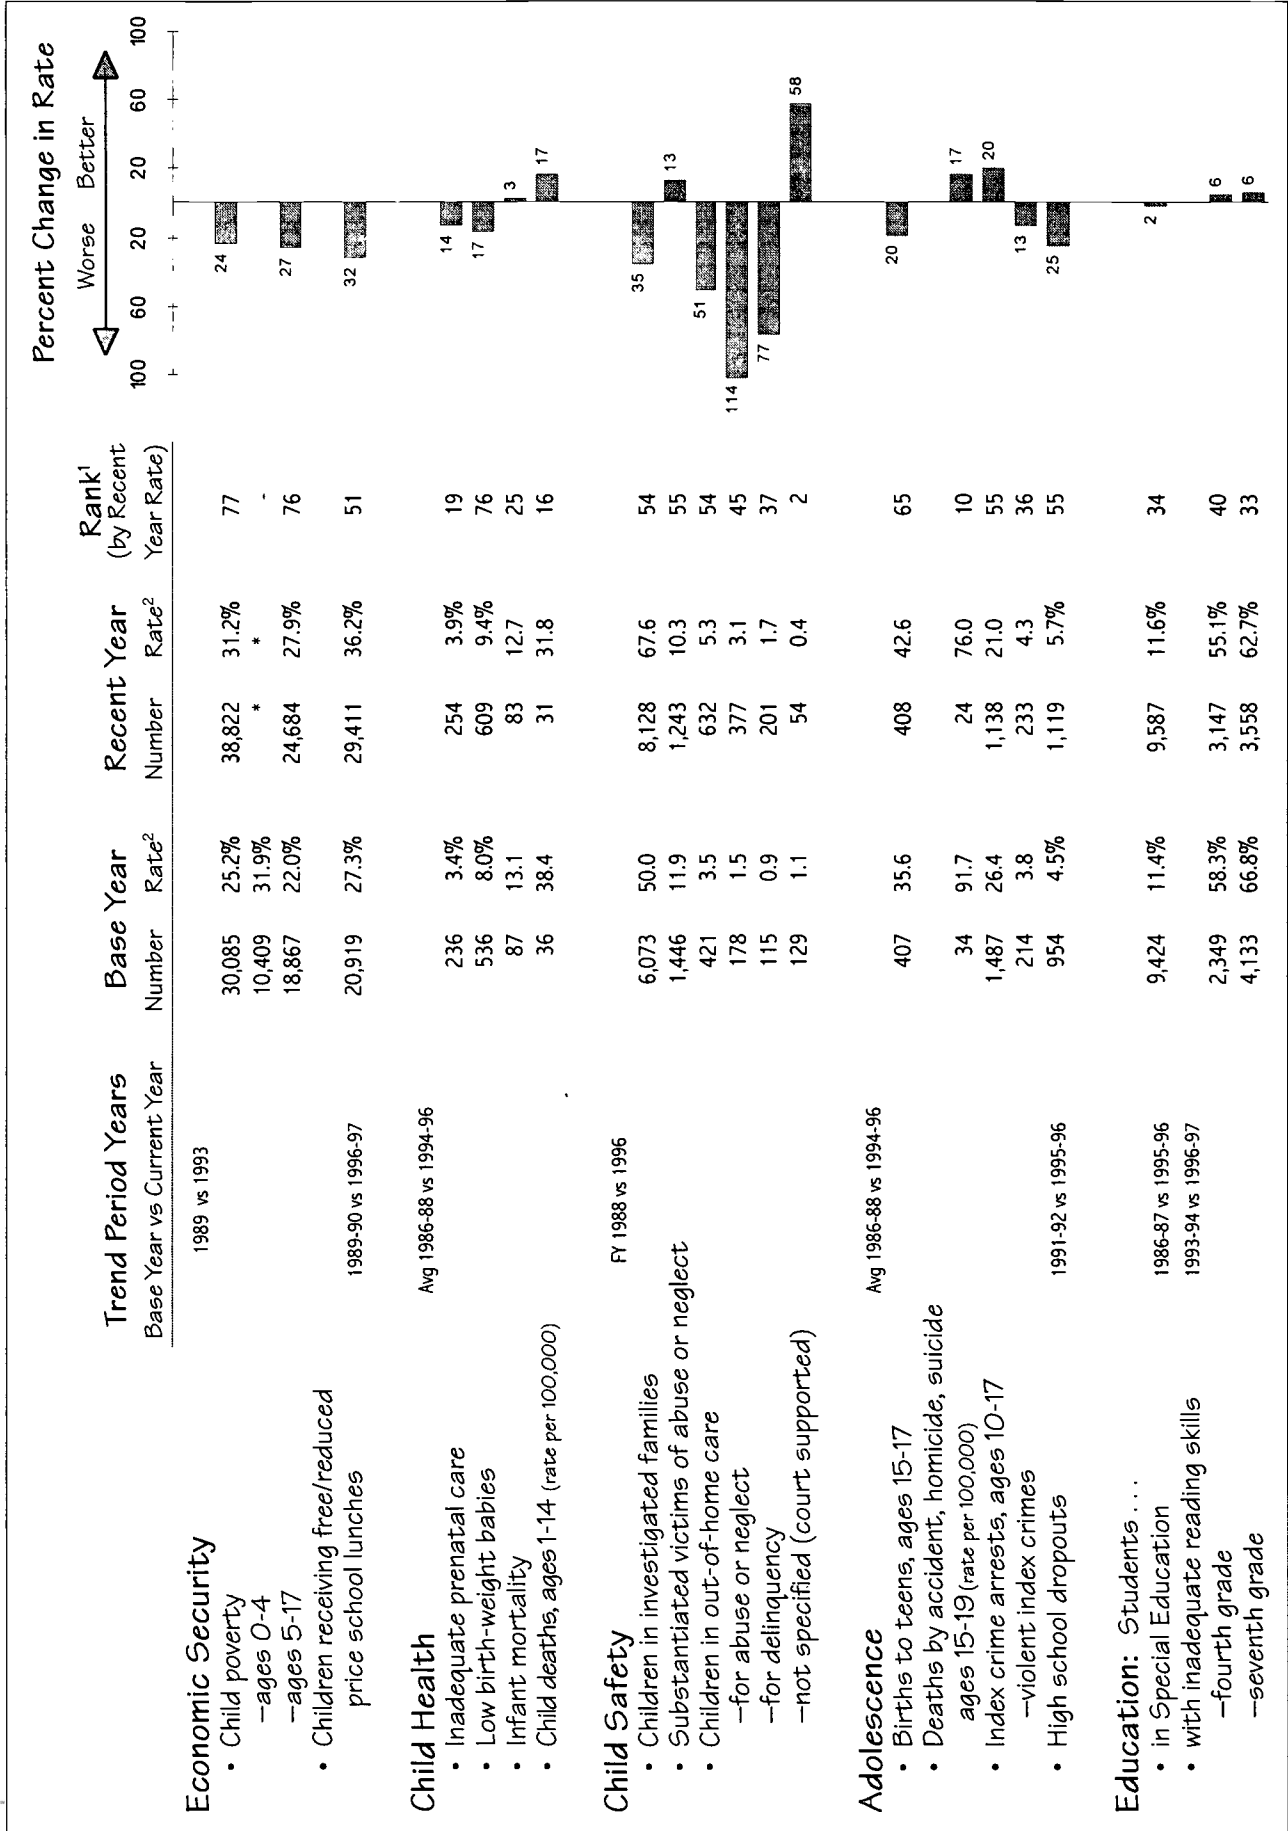 Percent Change in Rate
Worse Better
100 60 20 20 60 100
Trend Period Years Base Year Recent Year Rank¹
(by Recent
Base Year vs Current Year Number Rate² Number Rate² Year Rate)
Economic Security 1989 vs 1993
• Child poverty 30,085 25.2% 38,822 31.2% 77 24
–ages 0-4 10,409 31.9% * * -
–ages 5-17 18,867 22.0% 24,684 27.9% 76 27
• Children receiving free/reduced
price school lunches 1989-90 vs 1996-97 20,919 27.3% 29,411 36.2% 51 32
Child Health Avg 1986-88 vs 1994-96
• Inadequate prenatal care 236 3.4% 254 3.9% 19 14
• Low birth-weight babies 536 8.0% 609 9.4% 76 17
• Infant mortality 87 13.1 83 12.7 25 3
• Child deaths, ages 1-14 (rate per 100,000) 36 38.4 31 31.8 16 17
Child Safety FY 1988 vs 1996
• Children in investigated families 6,073 50.0 8,128 67.6 54 35
• Substantiated victims of abuse or neglect 1,446 11.9 1,243 10.3 55 13
• Children in out-of-home care 421 3.5 632 5.3 54 51
–for abuse or neglect 178 1.5 377 3.1 45 114
–for delinquency 115 0.9 201 1.7 37 77
–not specified (court supported) 129 1.1 54 0.4 2 58
Adolescence Avg 1986-88 vs 1994-96
• Births to teens, ages 15-17 407 35.6 408 42.6 65 20
• Deaths by accident, homicide, suicide
ages 15-19 (rate per 100,000) 34 91.7 24 76.0 10 17
• Index crime arrests, ages 10-17 1,487 26.4 1,138 21.0 55 20
–violent index crimes 214 3.8 233 4.3 36 13
• High school dropouts 1991-92 vs 1995-96 954 4.5% 1,119 5.7% 55 25
Education: Students . . .
• in Special Education 1986-87 vs 1995-96 9,424 11.4% 9,587 11.6% 34 2
• with inadequate reading skills 1993-94 vs 1996-97
–fourth grade 2,349 58.3% 3,147 55.1% 40 6
–seventh grade 4,133 66.8% 3,558 62.7% 33 6